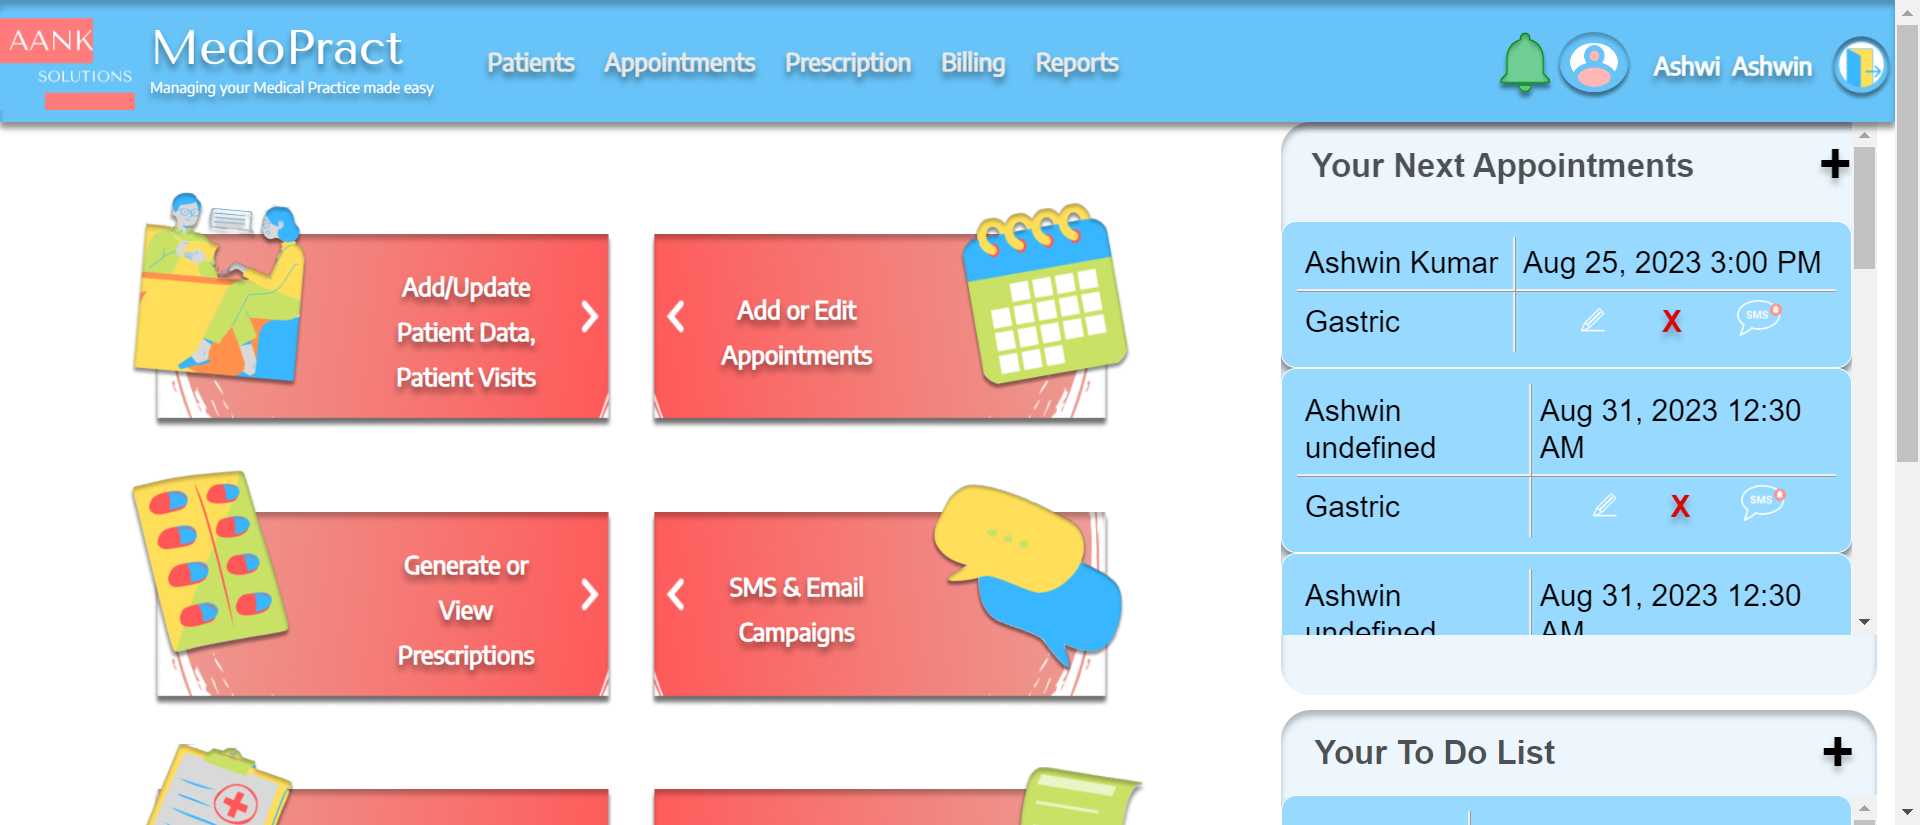 AANK
SOLUTIONS
MedoPract
Managing your Medical Practice made easy
Patients Appointments Prescription Billing Reports
Ashwi Ashwin
Add/Update
Patient Data,
Patient Visits
Add or Edit
Appointments
Generate or
View
Prescriptions
SMS & Email
Campaigns
Your Next Appointments
Ashwin Kumar Aug 25, 2023 3:00 PM
Gastric X SMS
Ashwin Aug 31, 2023 12:30
undefined AM
Gastric X SMS
Ashwin Aug 31, 2023 12:30
undefined AM
Your To Do List